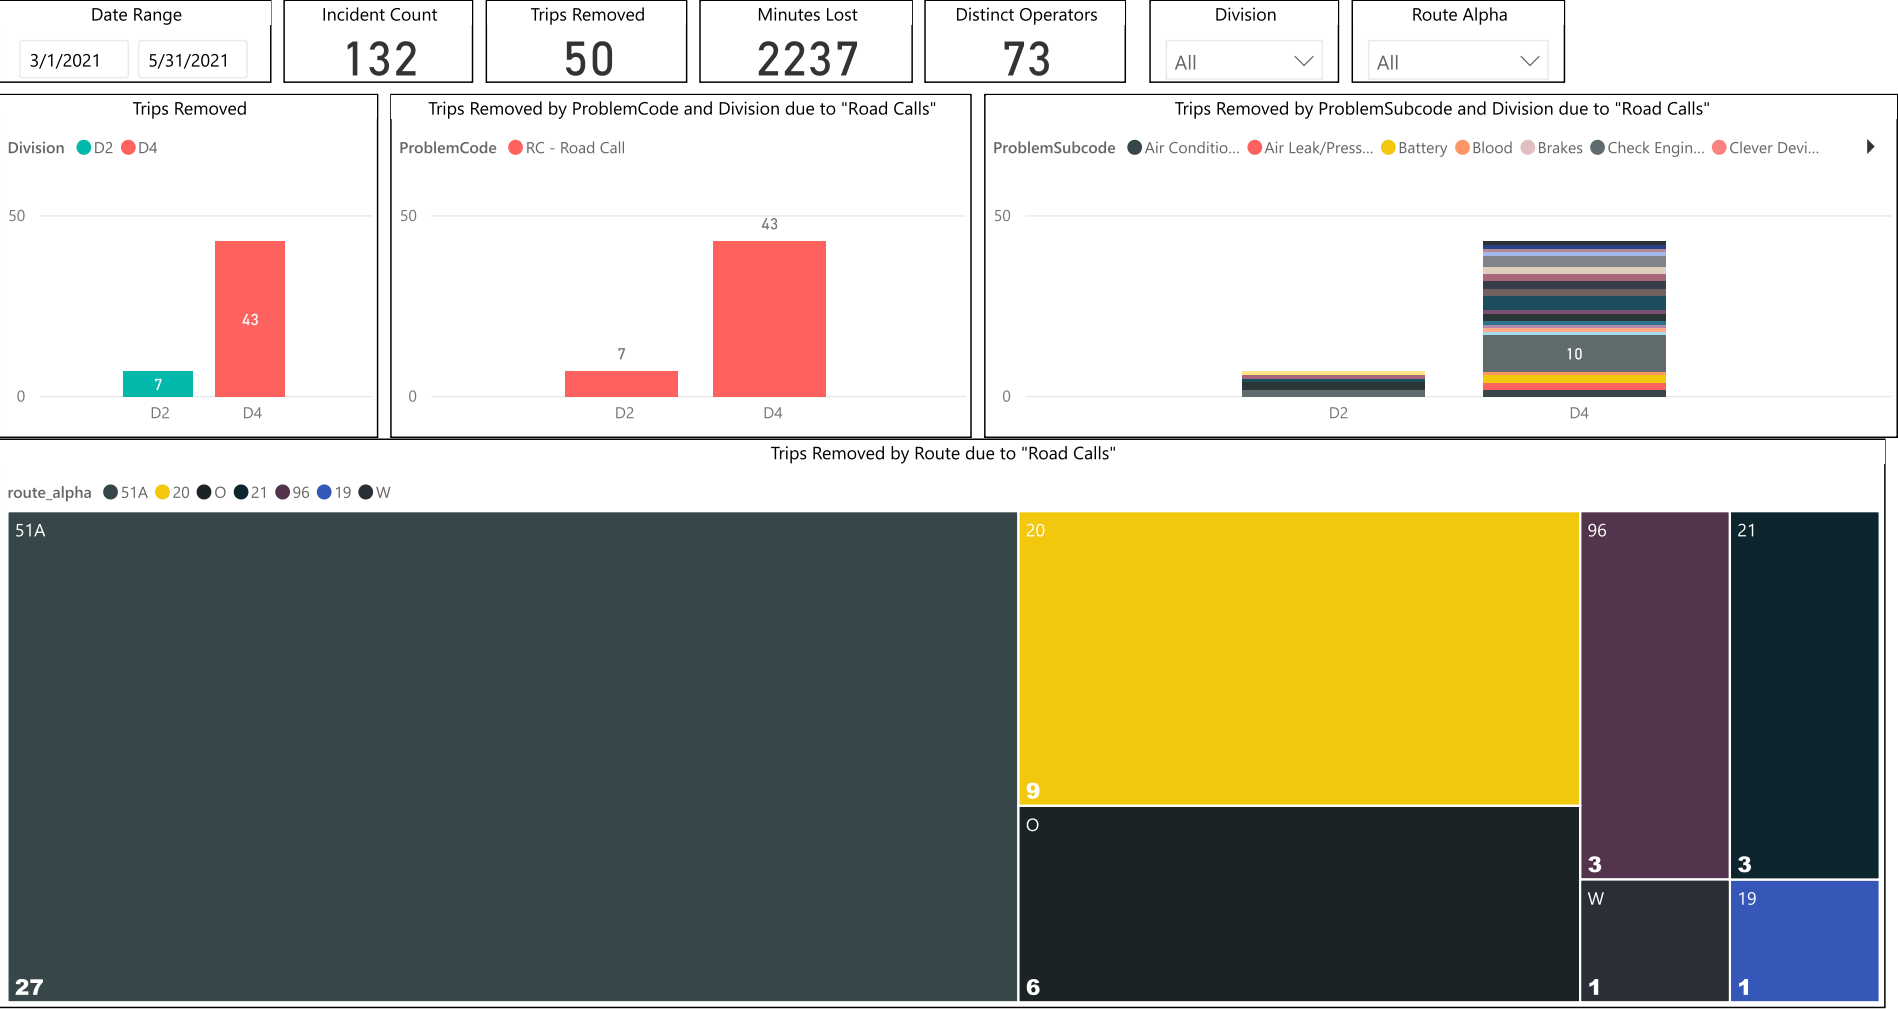 Date Range
3/1/2021 5/31/2021
Incident Count
132
Trips Removed
50
Minutes Lost
2237
Distinct Operators
73
Division
All
Route Alpha
All
Trips Removed
Division D2 D4
50
0
7
43
D2 D4
Trips Removed by ProblemCode and Division due to "Road Calls"
ProblemCode RC - Road Call
50
0
7
43
D2 D4
Trips Removed by ProblemSubcode and Division due to "Road Calls"
ProblemSubcode Air Conditio... Air Leak/Press... Battery Blood Brakes Check Engin... Clever Devi...
50
0
10
D2 D4
Trips Removed by Route due to "Road Calls"
route_alpha 51A 20 O 21 96 19 W
51A
27
20
9
O
6
96
3
21
3
W
1
19
1